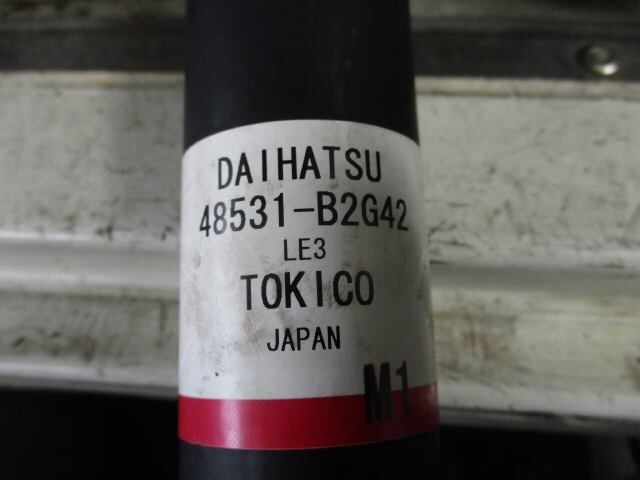 DAIHATSU
48531-B2G42
LE3
TOKICO
JAPAN
M1